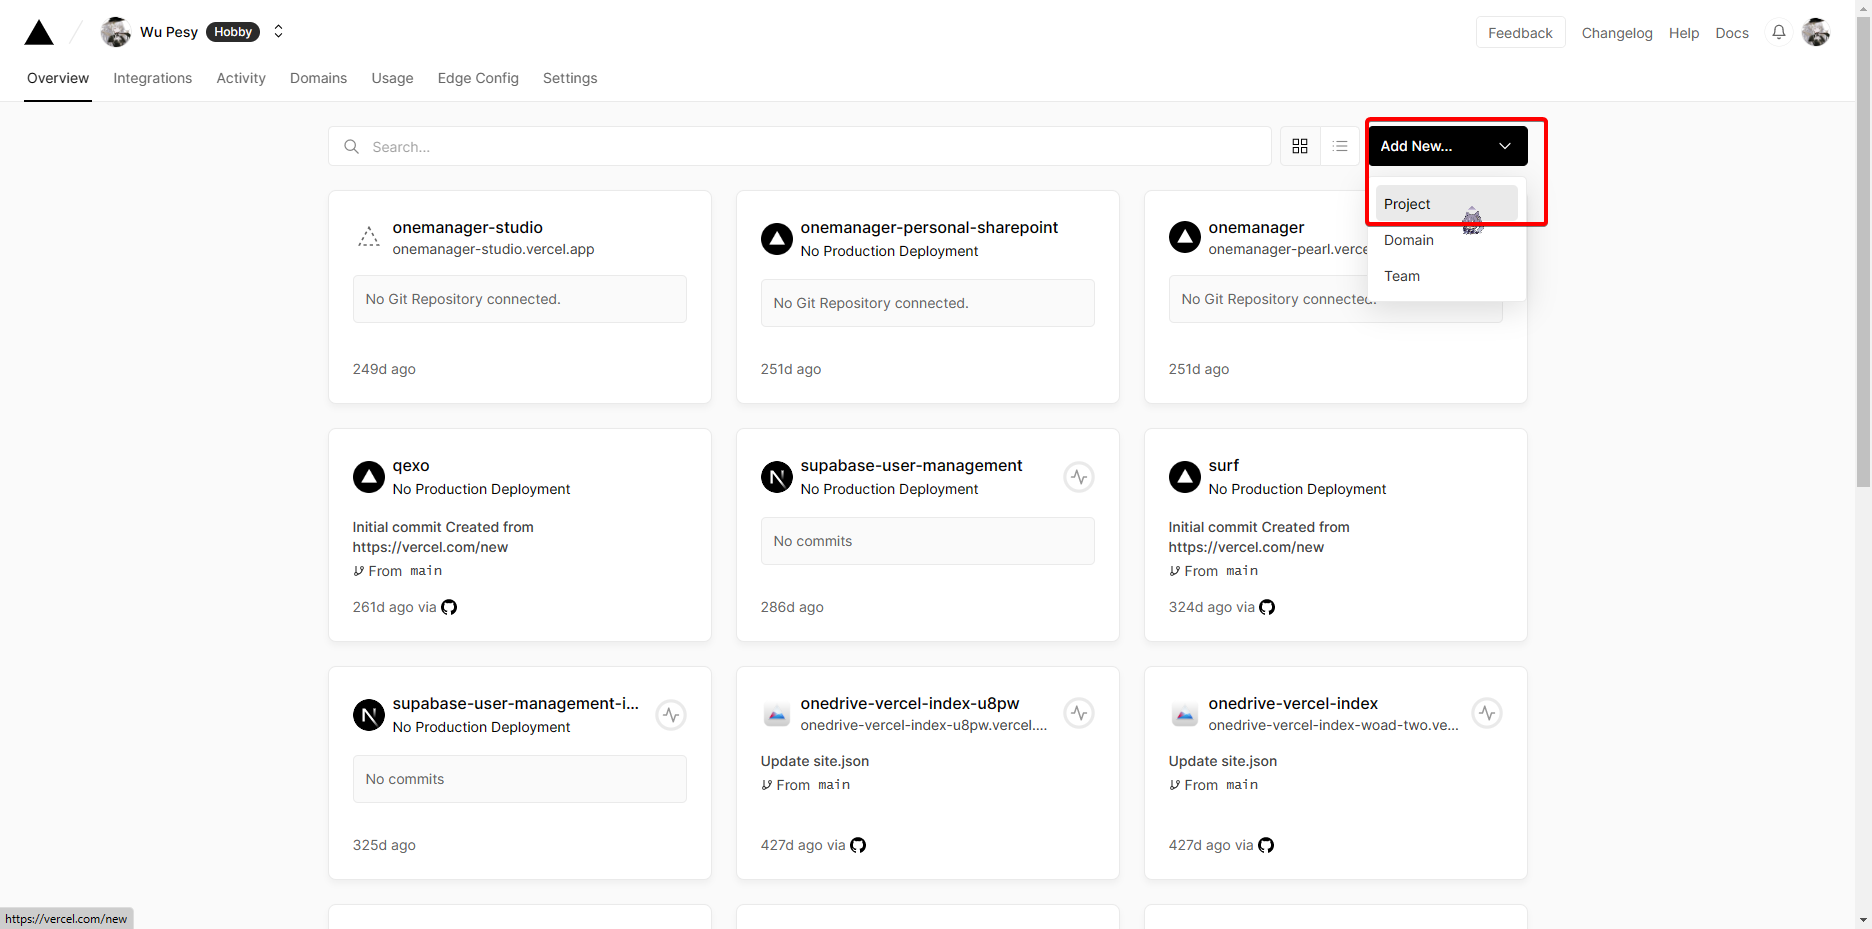 Wu Pesy Hobby
Feedback Changelog Help Docs
Overview Integrations Activity Domains Usage Edge Config Settings
Search...
Add New...
Project
Domain
Team
onemanager-studio
onemanager-studio.vercel.app
No Git Repository connected.
249d ago
onemanager-personal-sharepoint
No Production Deployment
No Git Repository connected.
251d ago
onemanager
onemanager-pearl.verce
No Git Repository connected.
251d ago
qexo
No Production Deployment
Initial commit Created from
https://vercel.com/new
From main
261d ago via
supabase-user-management
No Production Deployment
No commits
286d ago
surf
No Production Deployment
Initial commit Created from
https://vercel.com/new
From main
324d ago via
supabase-user-management-i...
No Production Deployment
No commits
325d ago
onedrive-vercel-index-u8pw
onedrive-vercel-index-u8pw.vercel....
Update site.json
From main
427d ago via
onedrive-vercel-index
onedrive-vercel-index-woad-two.ve...
Update site.json
From main
427d ago via
https://vercel.com/new